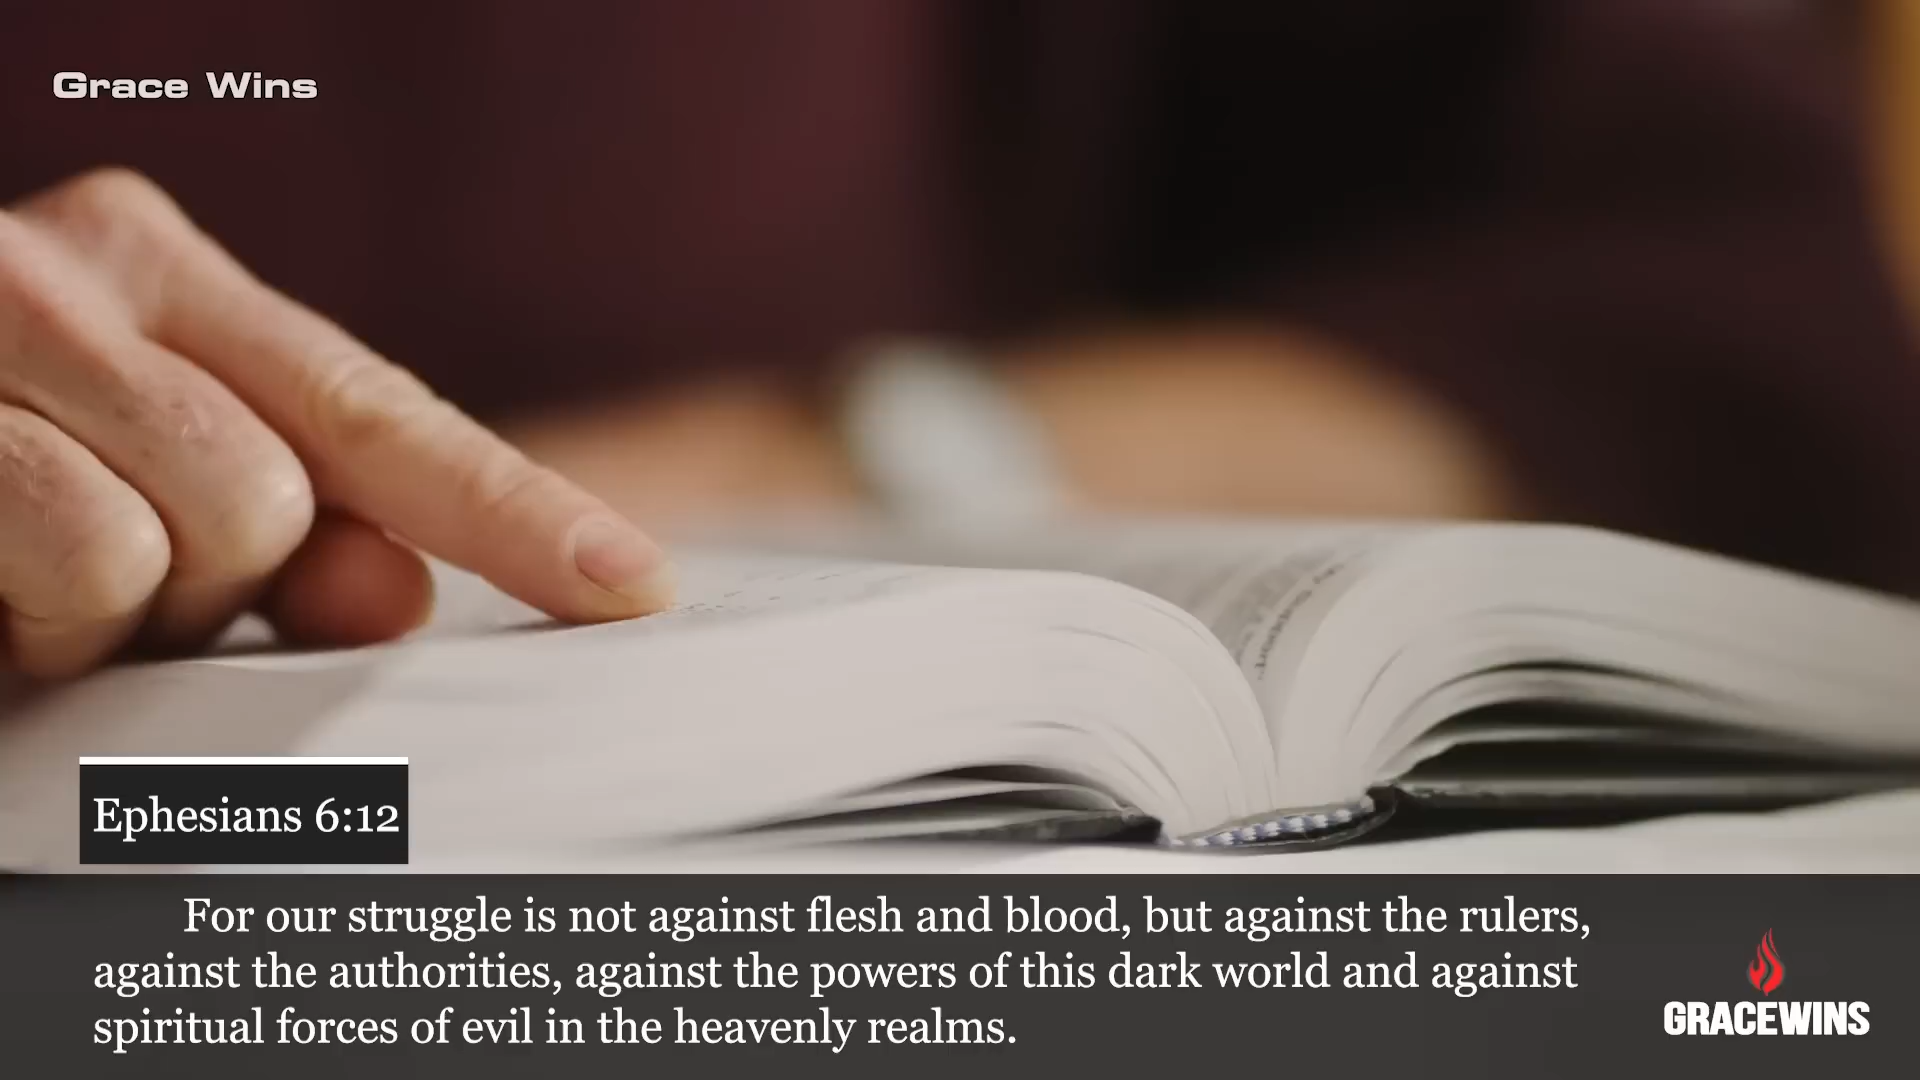 Grace Wins
Ephesians 6:12
For our struggle is not against flesh and blood, but against the rulers,
against the authorities, against the powers of this dark world and against
spiritual forces of evil in the heavenly realms.
GRACEWINS